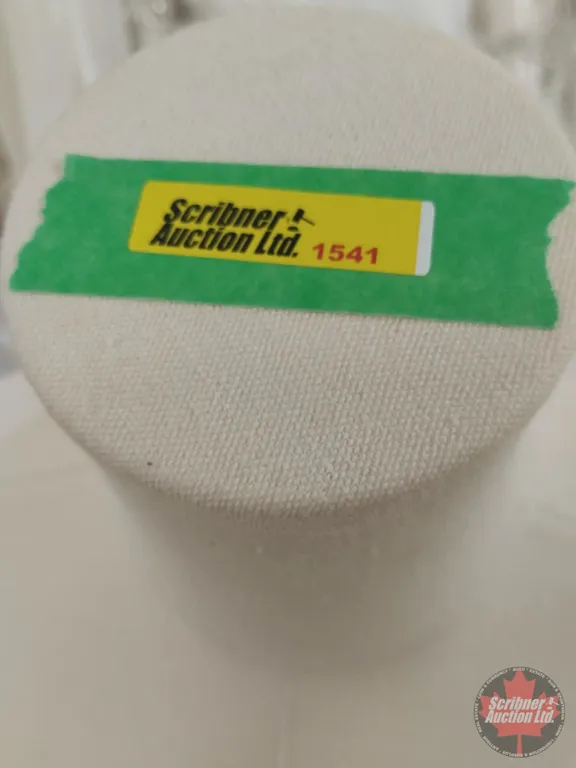 Scribner
Auction Ltd. 1541
Scribner
Auction Ltd.